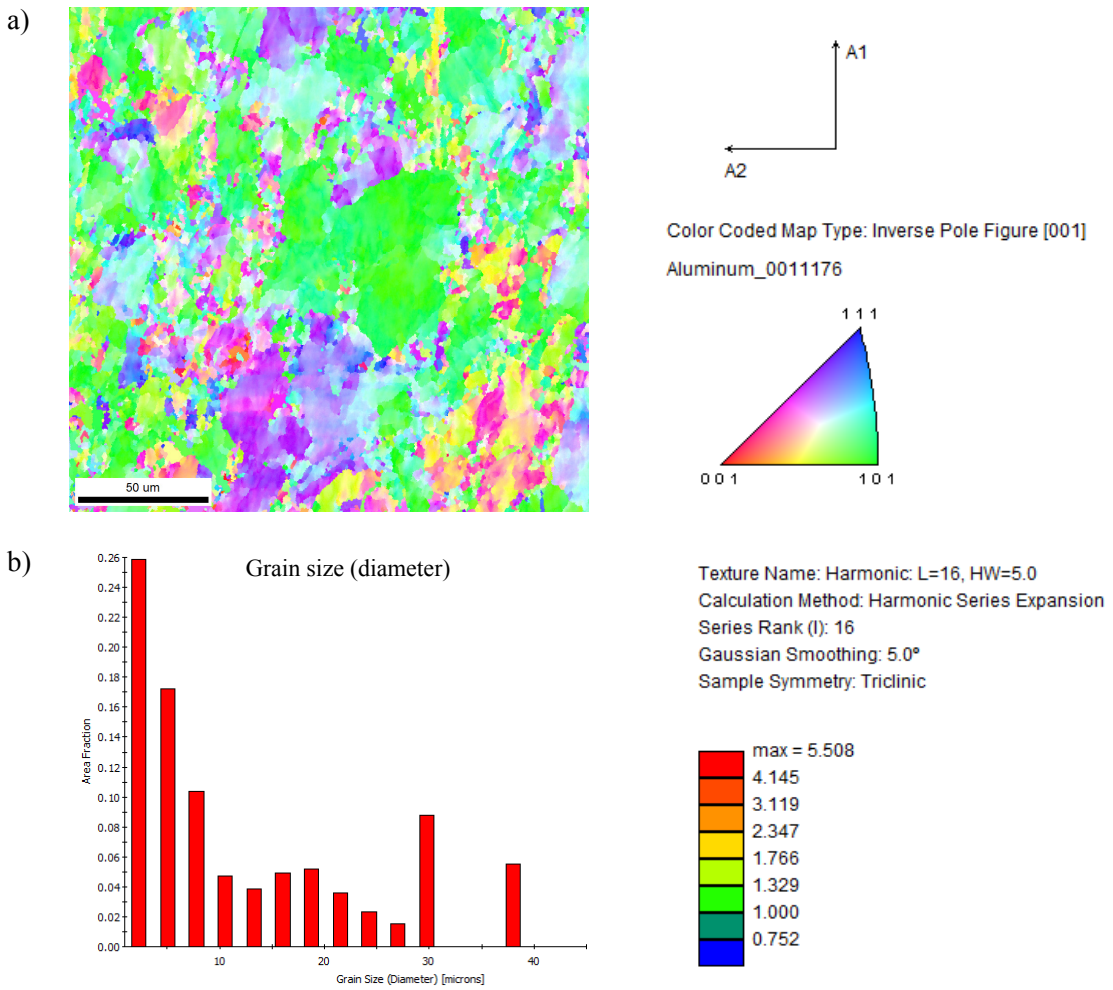 a)
A1
A2
Color Coded Map Type: Inverse Pole Figure [001]
Aluminum_0011176
1 1 1
0 0 1
1 0 1
50 um
b)
Grain size (diameter)
0.26
0.24
0.22
0.20
0.18
0.16
0.14
0.12
0.10
0.08
0.06
0.04
0.02
0.00
Area Fraction
10
20
30
40
Grain Size (Diameter) [microns]
Texture Name: Harmonic: L=16, HW=5.0
Calculation Method: Harmonic Series Expansion
Series Rank (l): 16
Gaussian Smoothing: 5.0°
Sample Symmetry: Triclinic
max = 5.508
4.145
3.119
2.347
1.766
1.329
1.000
0.752